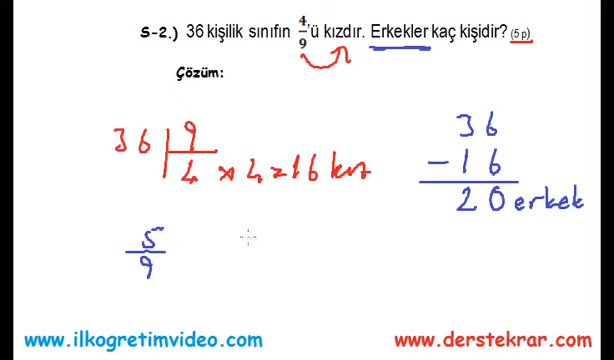 S-2.) 36 kişilik sınıfın 4/9'ü kızdır. Erkekler kaç kişidir? (5 p)
Çözüm:
36 | 9
4 x 4 = 16 kız
36
- 16
20 erkek
5/9
www.ilkogretimvideo.com
www.derstekrar.com